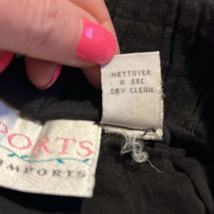 NETTOYER
A SEC
DRY CLEAN
PORTS
IMPORTS